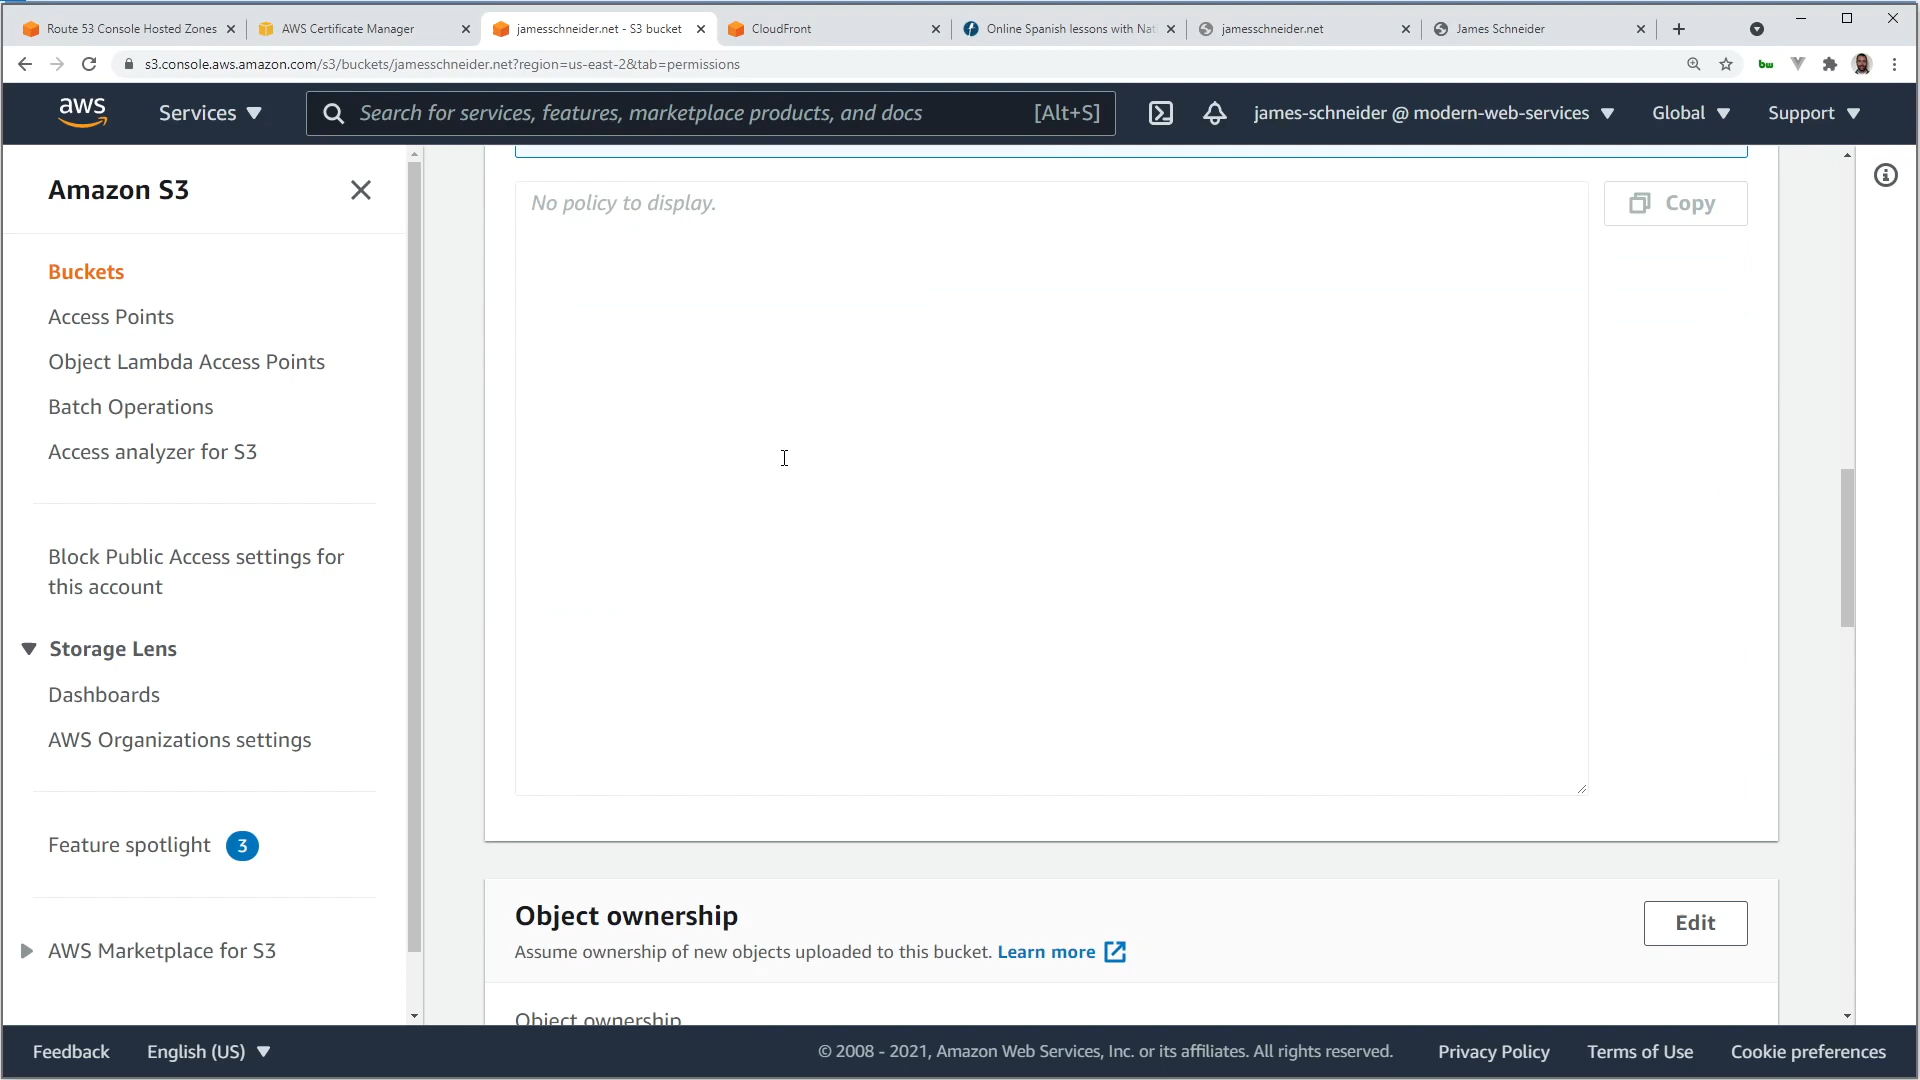 Route 53 Console Hosted Zones
AWS Certificate Manager
jamesschneider.net - S3 bucket
CloudFront
Online Spanish lessons with Nati
jamesschneider.net
James Schneider
s3.console.aws.amazon.com/s3/buckets/jamesschneider.net?region=us-east-2&tab=permissions
bw
aws
Services
Search for services, features, marketplace products, and docs
[Alt+S]
james-schneider @ modern-web-services
Global
Support
Amazon S3
Buckets
Access Points
Object Lambda Access Points
Batch Operations
Access analyzer for S3
Block Public Access settings for
this account
Storage Lens
Dashboards
AWS Organizations settings
Feature spotlight 3
AWS Marketplace for S3
No policy to display.
Copy
Object ownership
Edit
Assume ownership of new objects uploaded to this bucket. Learn more
Object ownership
Feedback
English (US)
© 2008 - 2021, Amazon Web Services, Inc. or its affiliates. All rights reserved.
Privacy Policy
Terms of Use
Cookie preferences